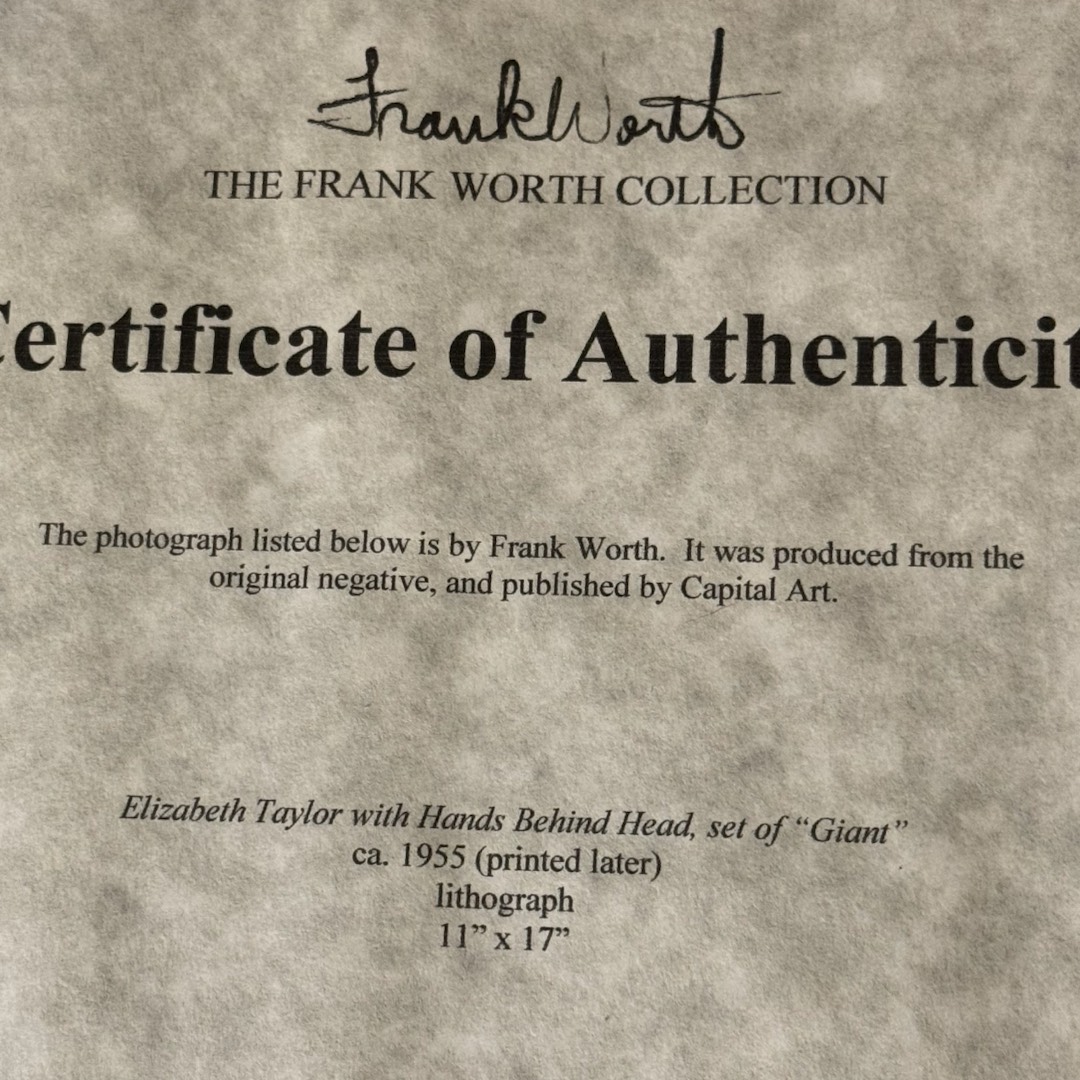 Frank Worth
THE FRANK WORTH COLLECTION
Certificate of Authenticit
The photograph listed below is by Frank Worth. It was produced from the
original negative, and published by Capital Art.
Elizabeth Taylor with Hands Behind Head, set of “Giant”
ca. 1955 (printed later)
lithograph
11” x 17”